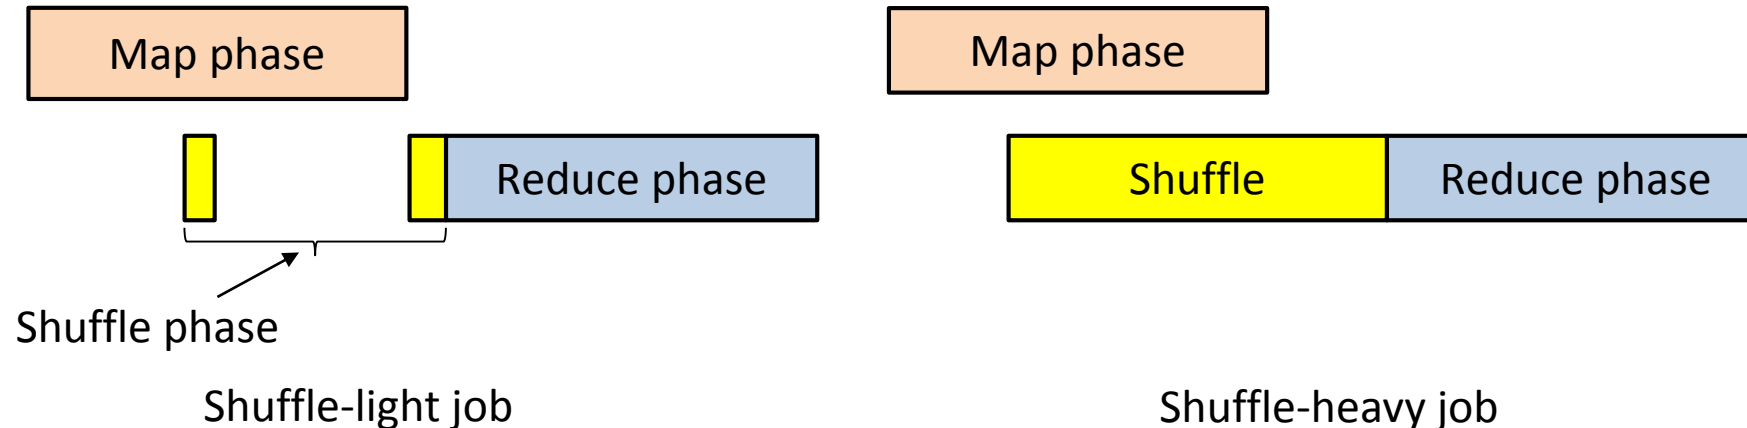 Map phase
Map phase
Reduce phase
Shuffle
Reduce phase
Shuffle phase
Shuffle-light job
Shuffle-heavy job